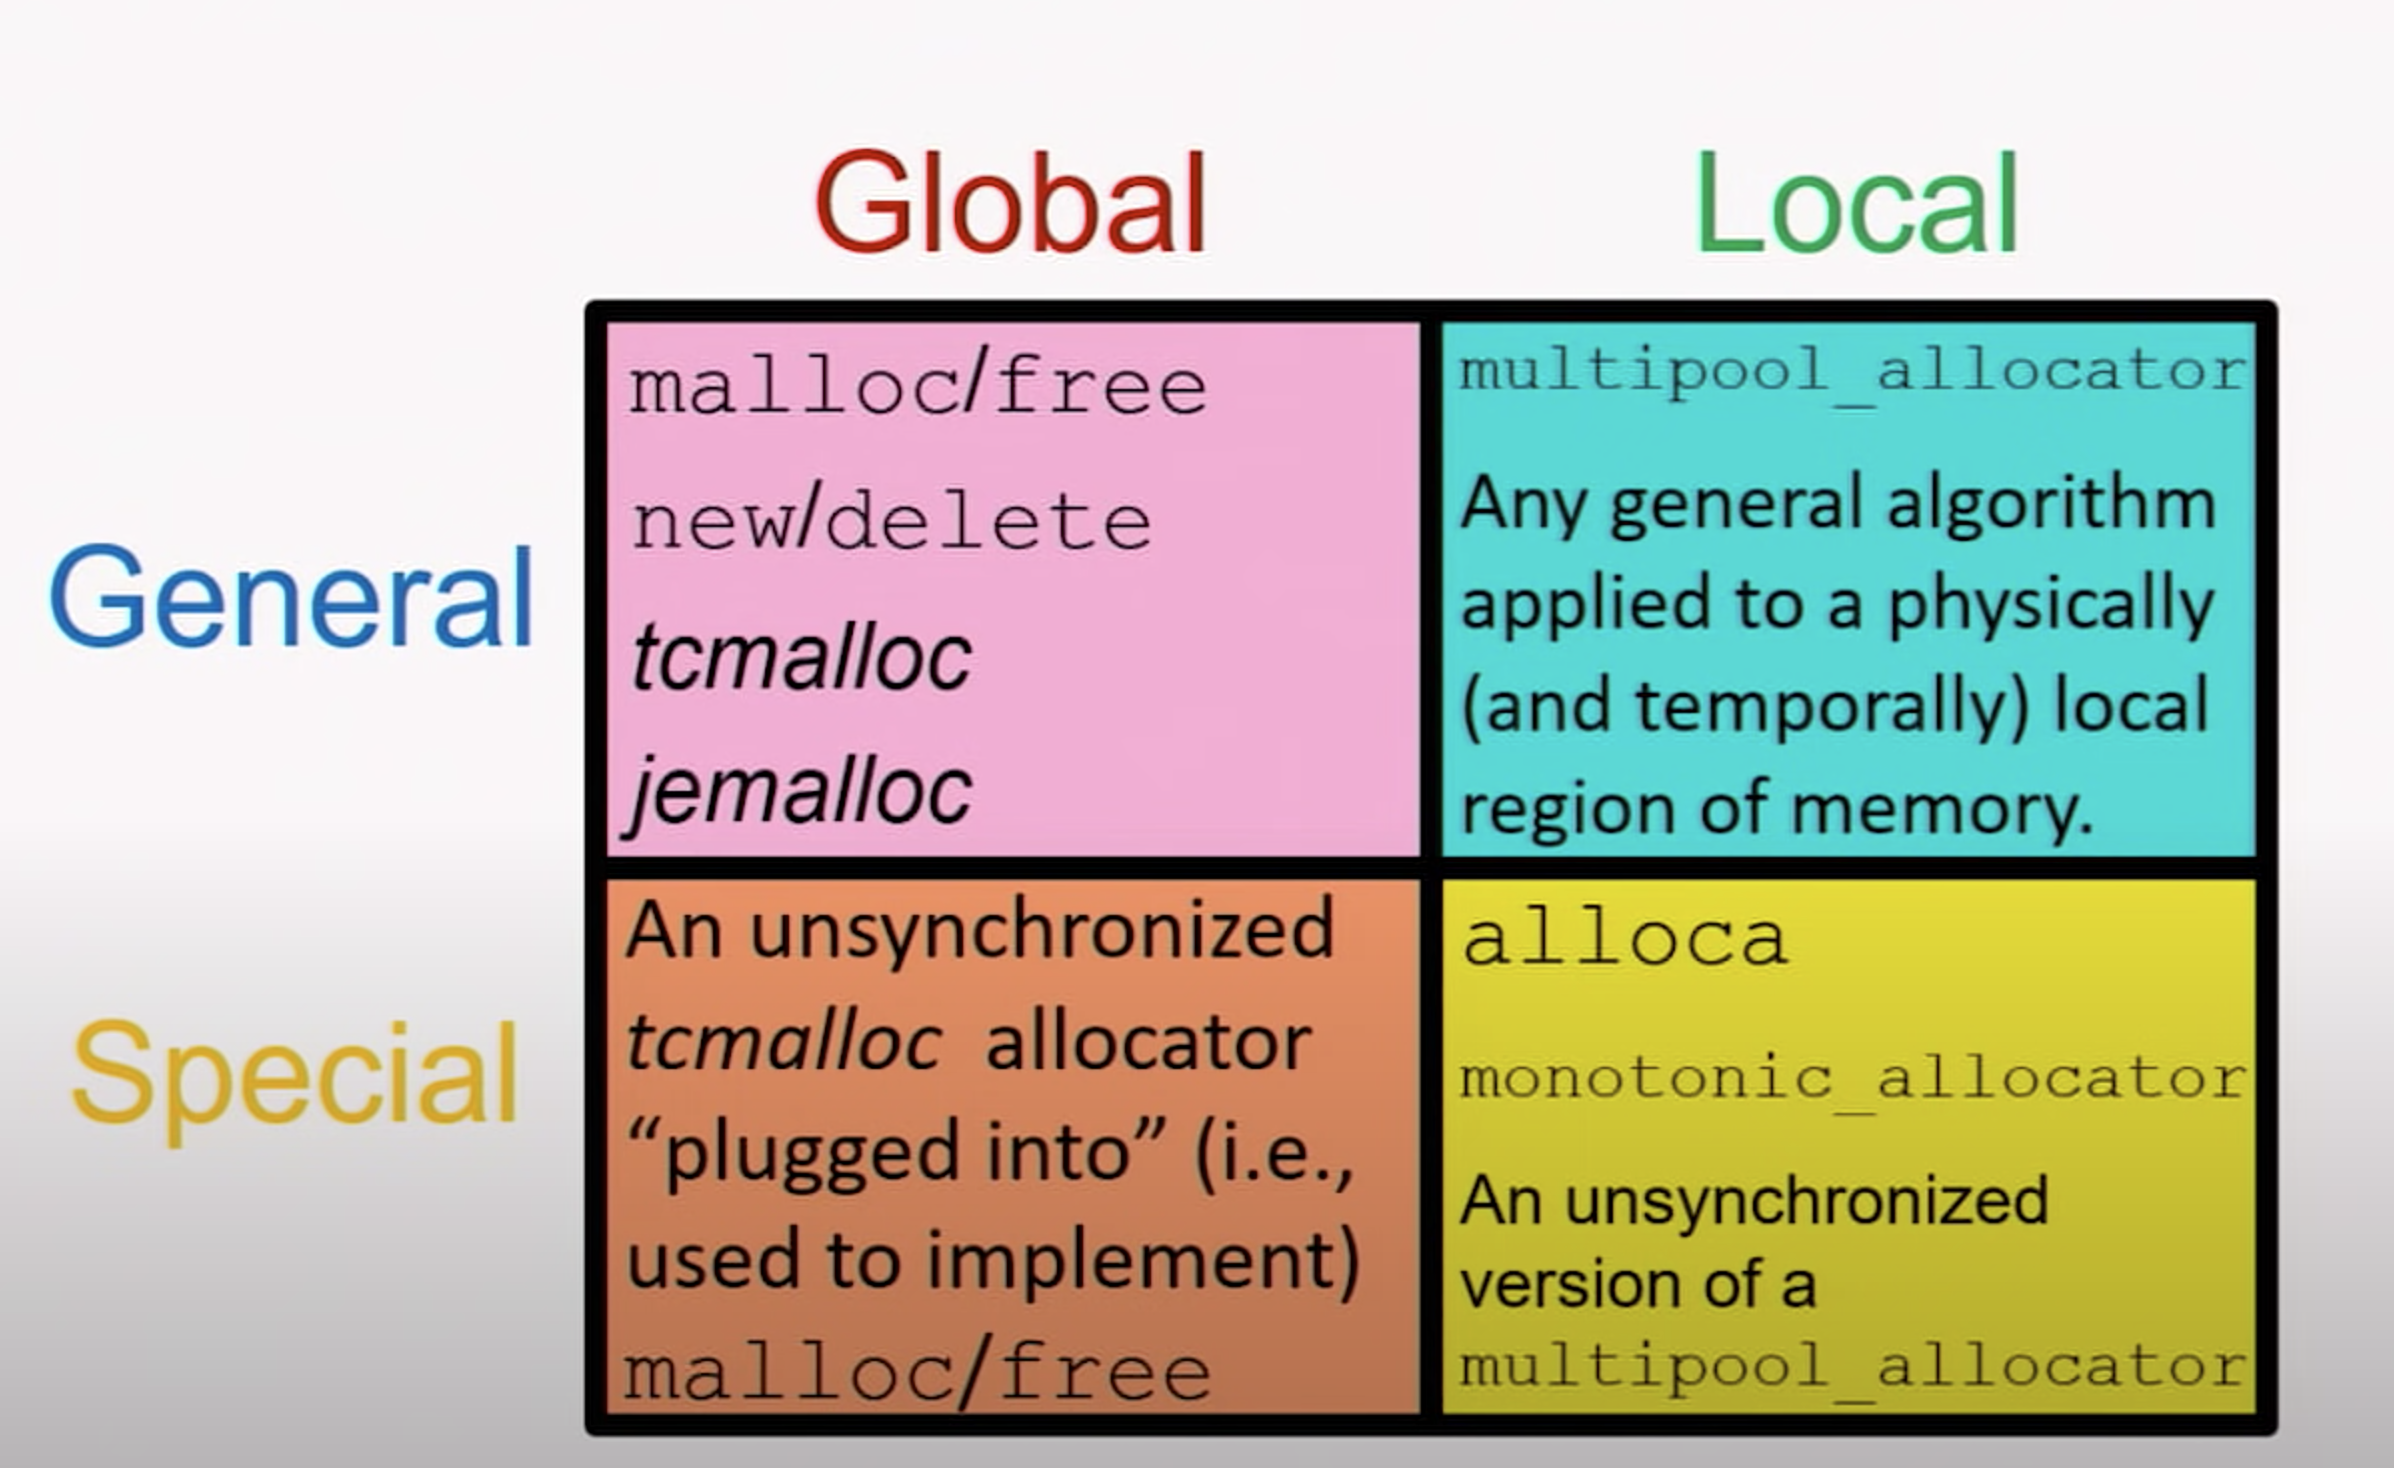 Global
Local
General
malloc/free
new/delete
tcmalloc
jemalloc
multipool_allocator
Any general algorithm
applied to a physically
(and temporally) local
region of memory.
Special
An unsynchronized
tcmalloc allocator
“plugged into” (i.e.,
used to implement)
malloc/free
alloca
monotonic_allocator
An unsynchronized
version of a
multipool_allocator